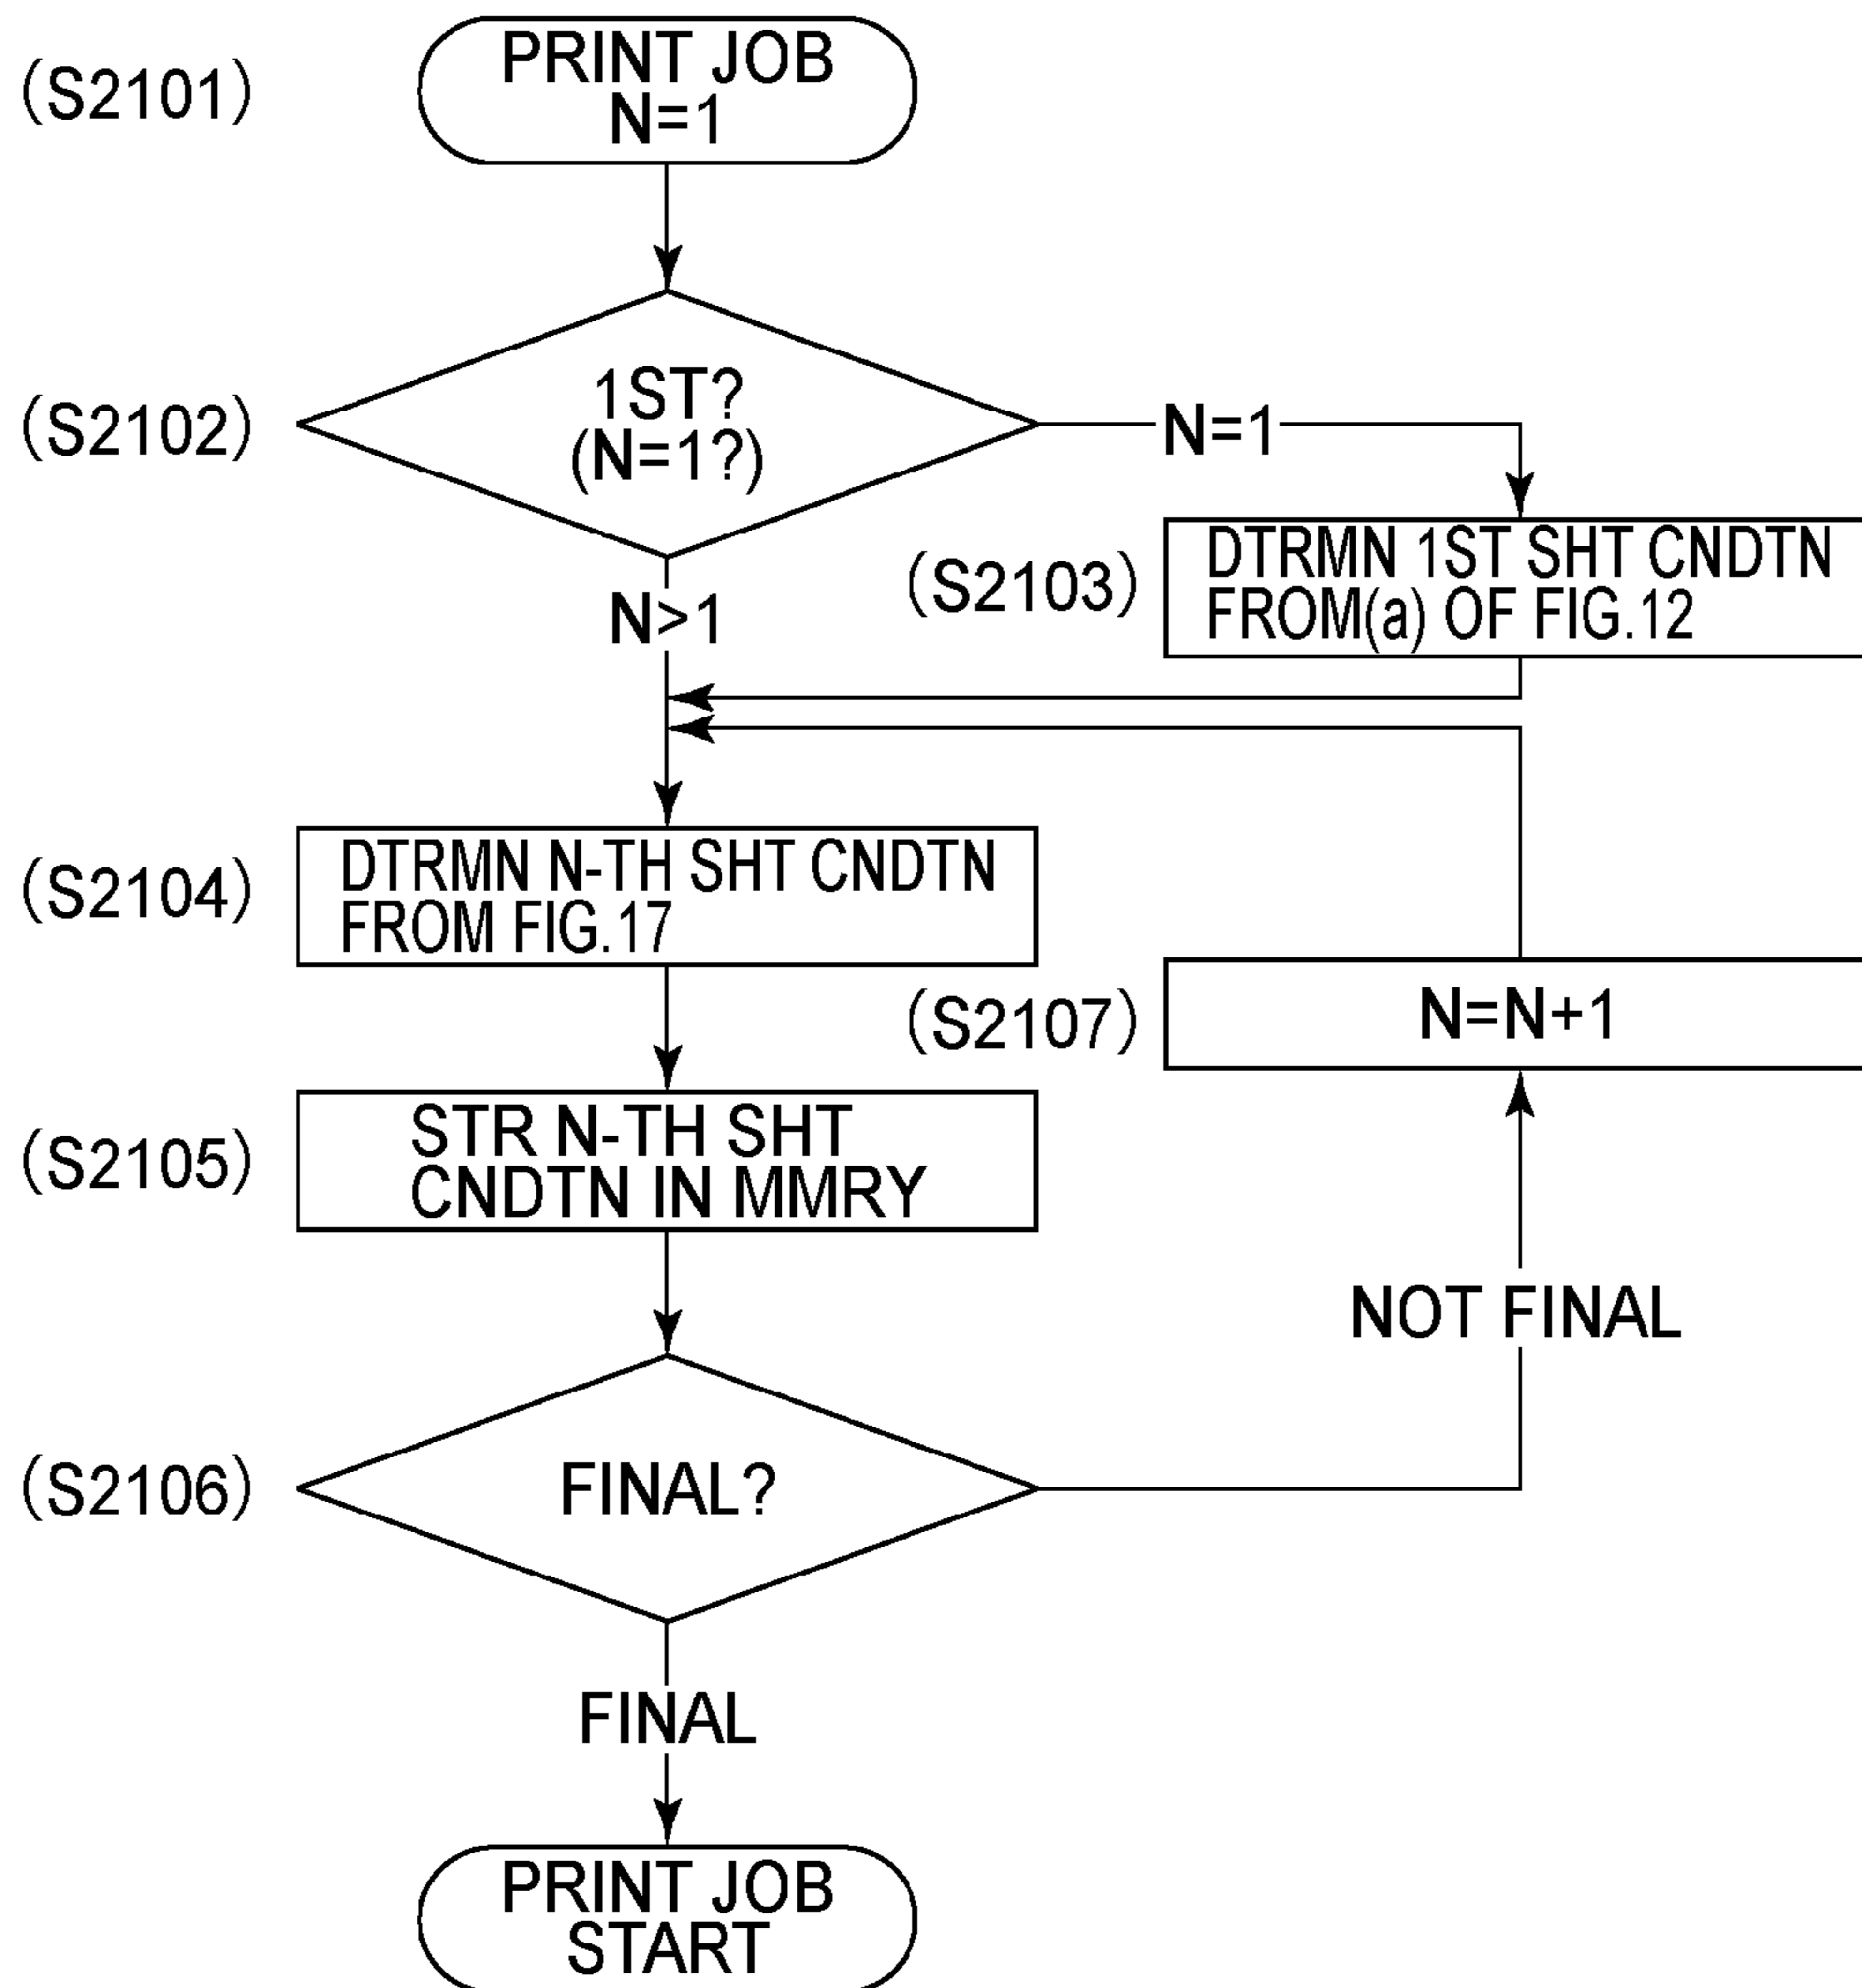 (S2101)
PRINT JOB
N=1
(S2102)
1ST?
(N=1?)
N=1
N>1
(S2103)
DTRMN 1ST SHT CNDTN
FROM(a) OF FIG.12
(S2104)
DTRMN N-TH SHT CNDTN
FROM FIG.17
(S2107)
N=N+1
(S2105)
STR N-TH SHT
CNDTN IN MMRY
NOT FINAL
(S2106)
FINAL?
FINAL
PRINT JOB
START